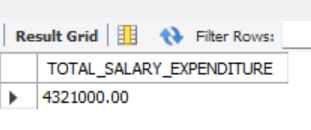 Result Grid Filter Rows:
TOTAL_SALARY_EXPENDITURE
4321000.00